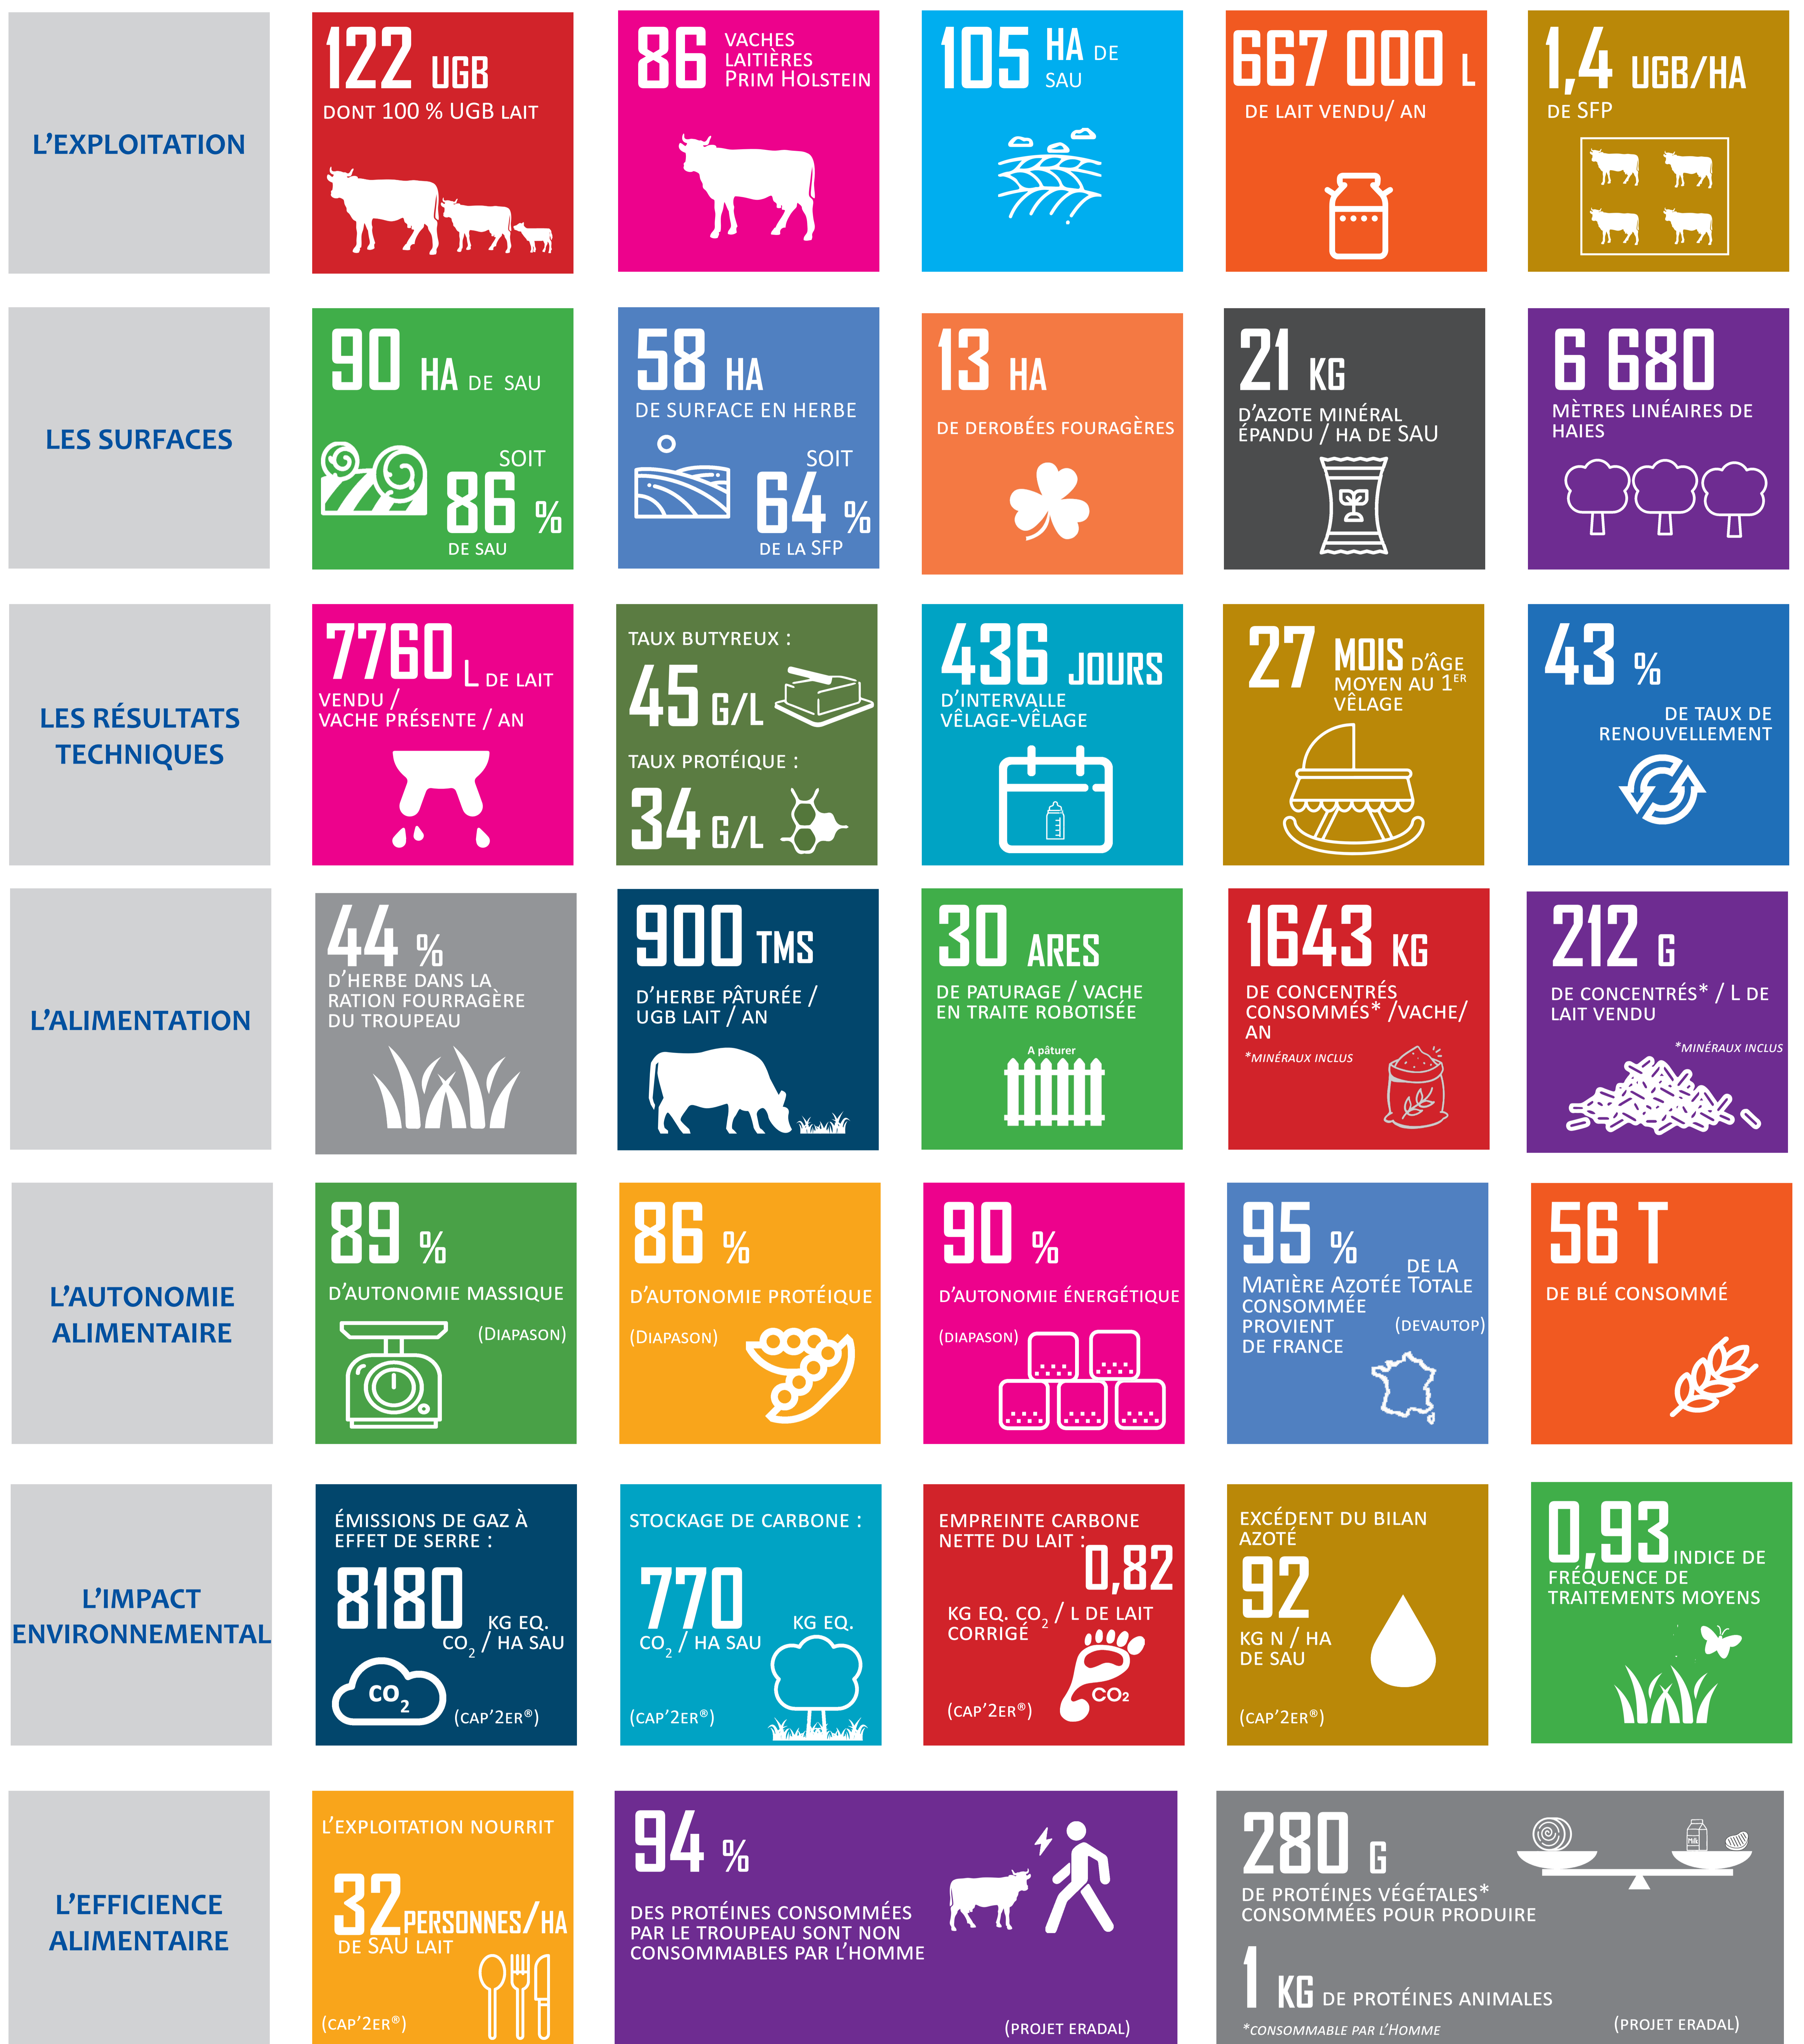 L'EXPLOITATION
122 UGB
DONT 100 % UGB LAIT
86 VACHES
LAITIÈRES
PRIM HOLSTEIN
105 HA DE
SAU
667 000 L
DE LAIT VENDU/ AN
1,4 UGB/HA
DE SFP
LES SURFACES
90 HA DE SAU
SOIT
86 %
DE SAU
58 HA
DE SURFACE EN HERBE
SOIT
64 %
DE LA SFP
13 HA
DE DEROBÉES FOURAGÈRES
21 KG
D'AZOTE MINÉRAL
ÉPANDU / HA DE SAU
6 680
MÈTRES LINÉAIRES DE
HAIES
LES RÉSULTATS
TECHNIQUES
7760 L DE LAIT
VENDU /
VACHE PRÉSENTE / AN
TAUX BUTYREUX :
45 G/L
TAUX PROTÉIQUE :
34 G/L
436 JOURS
D'INTERVALLE
VÊLAGE-VÊLAGE
27 MOIS D'ÂGE
MOYEN AU 1ER
VÊLAGE
43 %
DE TAUX DE
RENOUVELLEMENT
L'ALIMENTATION
44 %
D'HERBE DANS LA
RATION FOURRAGÈRE
DU TROUPEAU
900 TMS
D'HERBE PÂTURÉE /
UGB LAIT / AN
30 ARES
DE PATURAGE / VACHE
EN TRAITE ROBOTISÉE
A pâturer
1643 KG
DE CONCENTRÉS
CONSOMMÉS* /VACHE/
AN
*MINÉRAUX INCLUS
212 G
DE CONCENTRÉS* / L DE
LAIT VENDU
*MINÉRAUX INCLUS
L'AUTONOMIE
ALIMENTAIRE
89 %
D'AUTONOMIE MASSIQUE
(DIAPASON)
86 %
D'AUTONOMIE PROTÉIQUE
(DIAPASON)
90 %
D'AUTONOMIE ÉNERGÉTIQUE
(DIAPASON)
95 % DE LA
MATIÈRE AZOTÉE TOTALE
CONSOMMÉE
PROVIENT (DEVAUTOP)
DE FRANCE
56 T
DE BLÉ CONSOMMÉ
L'IMPACT
ENVIRONNEMENTAL
ÉMISSIONS DE GAZ À
EFFET DE SERRE :
8180 KG EQ.
CO2 / HA SAU
CO2
(CAP'2ER®)
STOCKAGE DE CARBONE :
770 KG EQ.
CO2 / HA SAU
(CAP'2ER®)
EMPREINTE CARBONE
NETTE DU LAIT :
0,82
KG EQ. CO2 / L DE LAIT
CORRIGÉ
CO2
(CAP'2ER®)
EXCÉDENT DU BILAN
AZOTÉ
92
KG N / HA
DE SAU
(CAP'2ER®)
0,93 INDICE DE
FRÉQUENCE DE
TRAITEMENTS MOYENS
L'EFFICIENCE
ALIMENTAIRE
L'EXPLOITATION NOURRIT
32 PERSONNES/HA
DE SAU LAIT
(CAP'2ER®)
94 %
DES PROTÉINES CONSOMMÉES
PAR LE TROUPEAU SONT NON
CONSOMMABLES PAR L'HOMME
(PROJET ERADAL)
280 G
DE PROTÉINES VÉGÉTALES*
CONSOMMÉES POUR PRODUIRE
Milk
1 KG DE PROTÉINES ANIMALES
*CONSOMMABLE PAR L'HOMME
(PROJET ERADAL)